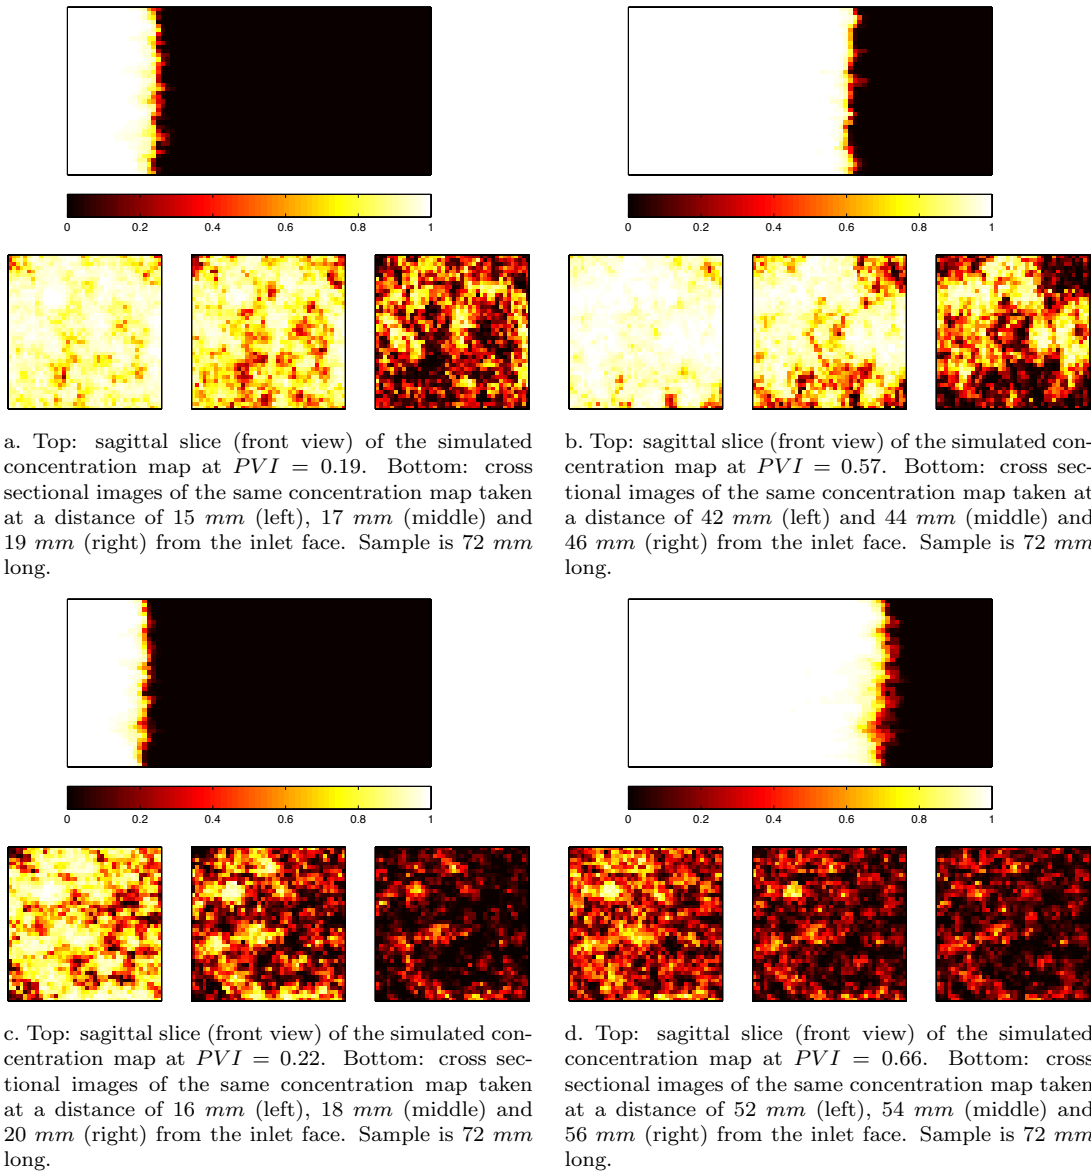 0 0.2 0.4 0.6 0.8 1
0 0.2 0.4 0.6 0.8 1
a. Top: sagittal slice (front view) of the simulated
concentration map at PVI = 0.19. Bottom: cross
sectional images of the same concentration map taken
at a distance of 15 mm (left), 17 mm (middle) and
19 mm (right) from the inlet face. Sample is 72 mm
long.
b. Top: sagittal slice (front view) of the simulated con-
centration map at PVI = 0.57. Bottom: cross sec-
tional images of the same concentration map taken at
a distance of 42 mm (left) and 44 mm (middle) and
46 mm (right) from the inlet face. Sample is 72 mm
long.
0 0.2 0.4 0.6 0.8 1
0 0.2 0.4 0.6 0.8 1
c. Top: sagittal slice (front view) of the simulated con-
centration map at PVI = 0.22. Bottom: cross sec-
tional images of the same concentration map taken
at a distance of 16 mm (left), 18 mm (middle) and
20 mm (right) from the inlet face. Sample is 72 mm
long.
d. Top: sagittal slice (front view) of the simulated
concentration map at PVI = 0.66. Bottom: cross
sectional images of the same concentration map taken
at a distance of 52 mm (left), 54 mm (middle) and
56 mm (right) from the inlet face. Sample is 72 mm
long.